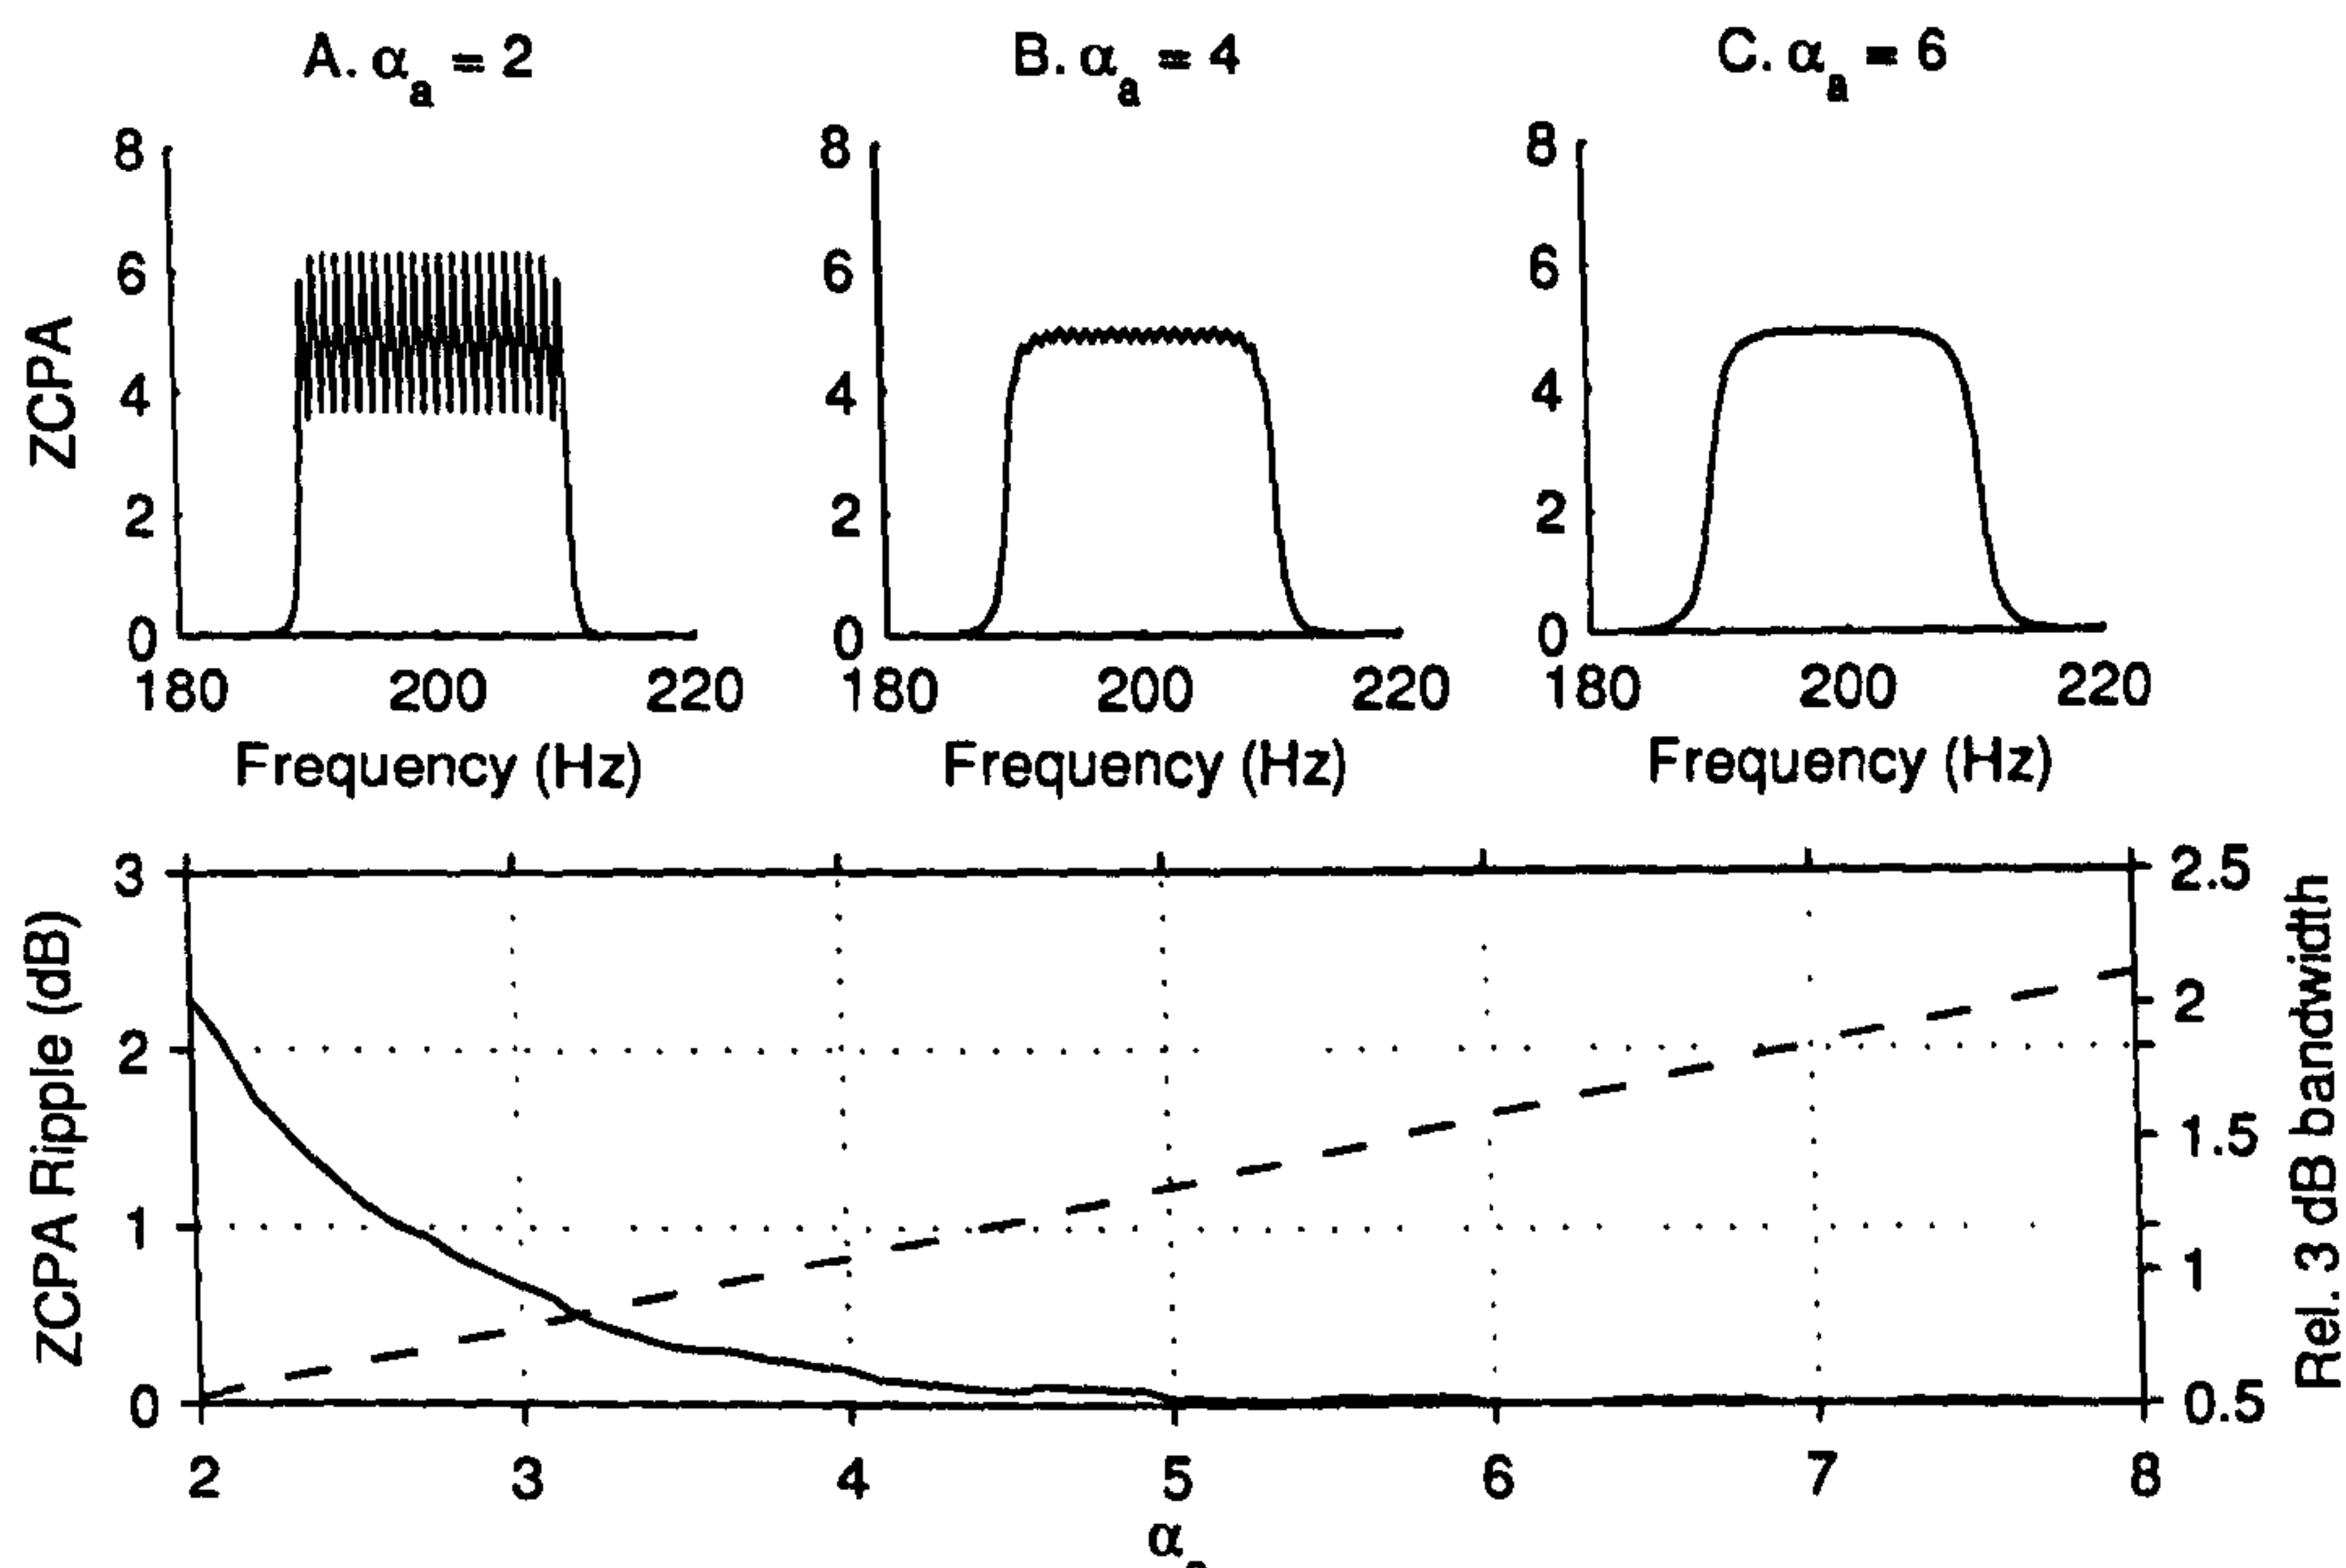 A. αa = 2
B. αa = 4
C. αa = 6
ZCPA
8
6
4
2
0
180 200 220
Frequency (Hz)
8
6
4
2
0
180 200 220
Frequency (Hz)
8
6
4
2
0
180 200 220
Frequency (Hz)
ZCPA Ripple (dB)
3
2
1
0
2 3 4 5 6 7 8
α
2.5
2
1.5
1
0.5
Rel. 3 dB bandwidth